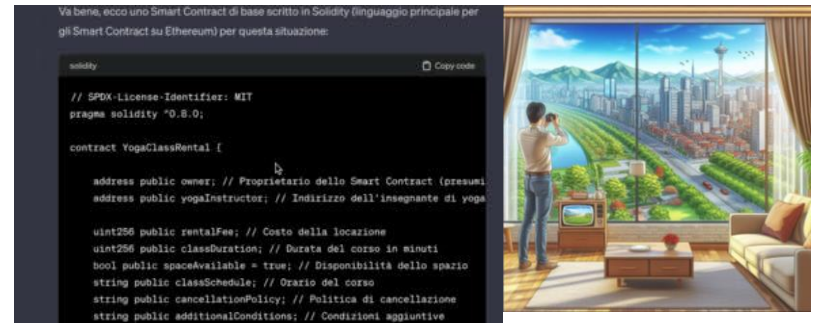 Va bene, ecco uno Smart Contract di base scritto in Solidity (linguaggio principale per
gli Smart Contract su Ethereum) per questa situazione:
solidity
Copy code
// SPDX-License-Identifier: MIT
pragma solidity ^0.8.0;
contract YogaClassRental {
address public owner; // Proprietario dello Smart Contract (presumi
address public yogaInstructor; // Indirizzo dell'insegnante di yoga
uint256 public rentalFee; // Costo della locazione
uint256 public classDuration; // Durata del corso in minuti
bool public spaceAvailable = true; // Disponibilità dello spazio
string public classSchedule; // Orario del corso
string public cancellationPolicy; // Politica di cancellazione
string public additionalConditions; // Condizioni aggiuntive